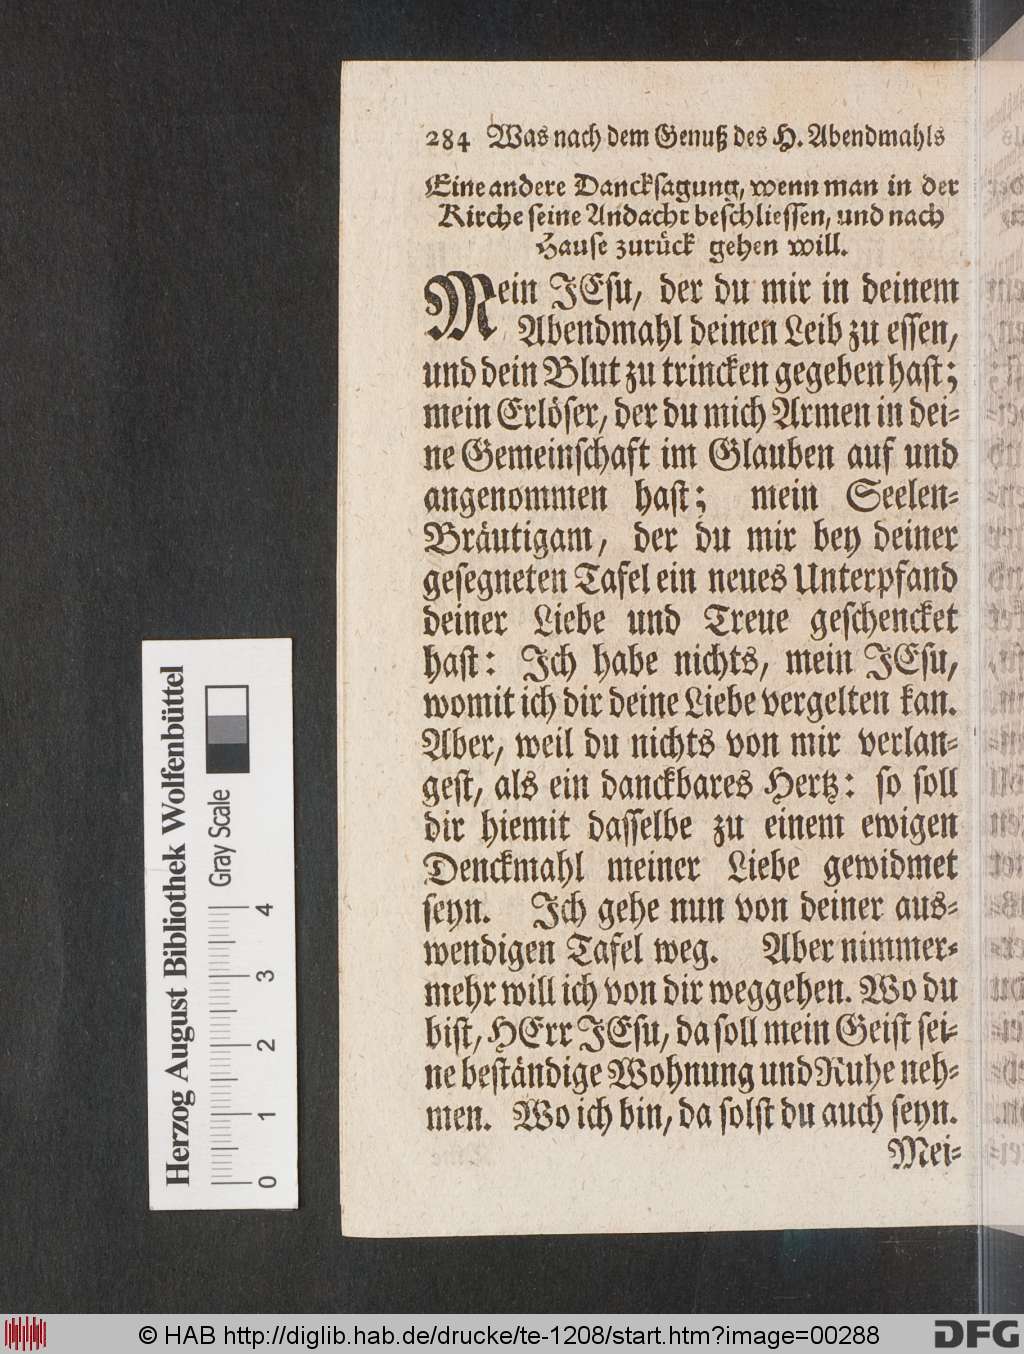 284 Was nach dem Genuß des H. Abendmahls
Eine andere Dancksagung, wenn man in der
Kirche seine Andacht beschliessen, und nach
Hause zurück gehen will.
Mein JEsu, der du mir in deinem
Abendmahl deinen Leib zu essen,
und dein Blut zu trincken gegeben hast;
mein Erlöser, der du mich Armen in dei-
ne Gemeinschaft im Glauben auf und
angenommen hast; mein Seelen-
Bräutigam, der du mir bey deiner
gesegneten Tafel ein neues Unterpfand
deiner Liebe und Treue geschencket
hast: Ich habe nichts, mein JEsu,
womit ich dir deine Liebe vergelten kan.
Aber, weil du nichts von mir verlan-
gest, als ein danckbares Hertz: so soll
dir hiemit dasselbe zu einem ewigen
Denckmahl meiner Liebe gewidmet
seyn. Ich gehe nun von deiner aus-
wendigen Tafel weg. Aber nimmer-
mehr will ich von dir weggehen. Wo du
bist, HErr JEsu, da soll mein Geist sei-
ne beständige Wohnung und Ruhe neh-
men. Wo ich bin, da solst du auch seyn.
Mei-
Herzog August Bibliothek Wolfenbüttel
Gray Scale
0 1 2 3 4
© HAB http://diglib.hab.de/drucke/te-1208/start.htm?image=00288
DFG